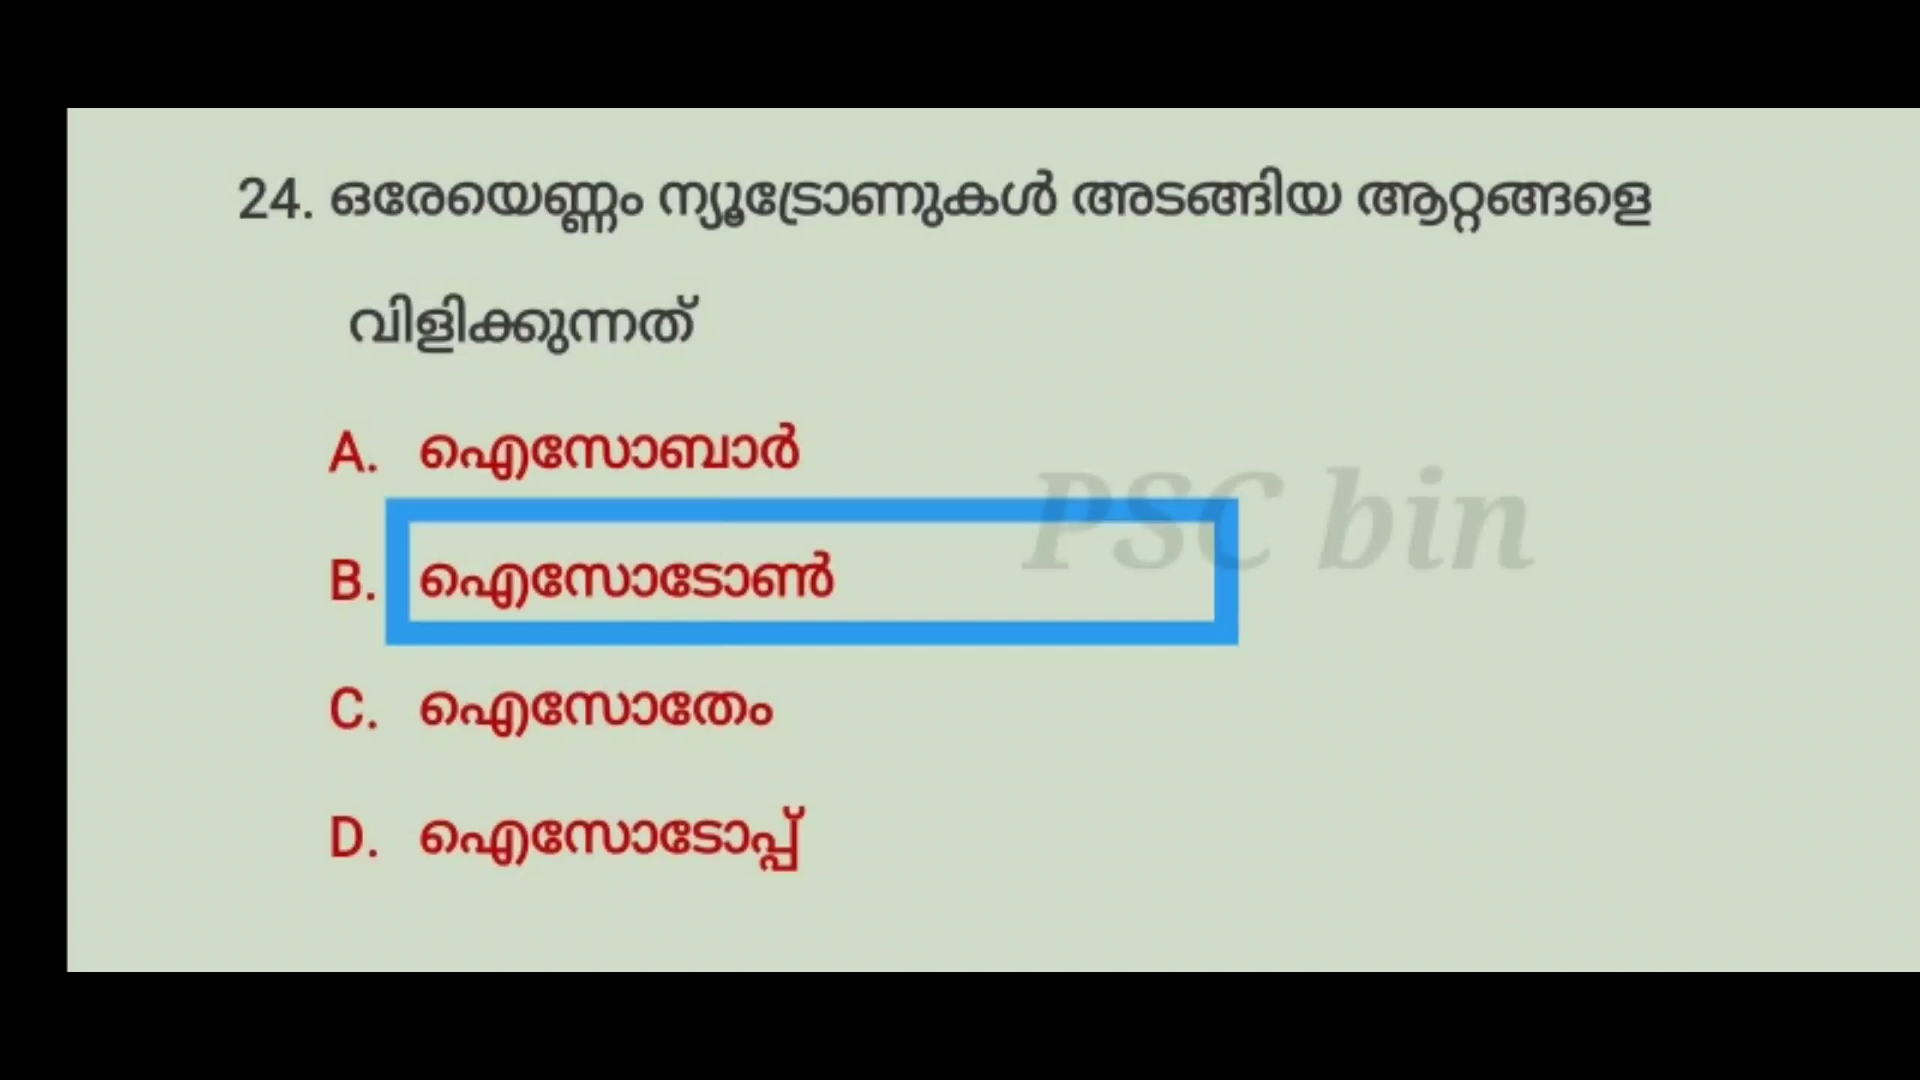 24. ഒരേയെണ്ണം ന്യൂട്രോണുകൾ അടങ്ങിയ ആറ്റങ്ങളെ
വിളിക്കുന്നത്
A. ഐസോബാർ
PSC bin
B. ഐസോടോൺ
C. ഐസോതേം
D. ഐസോടോപ്പ്